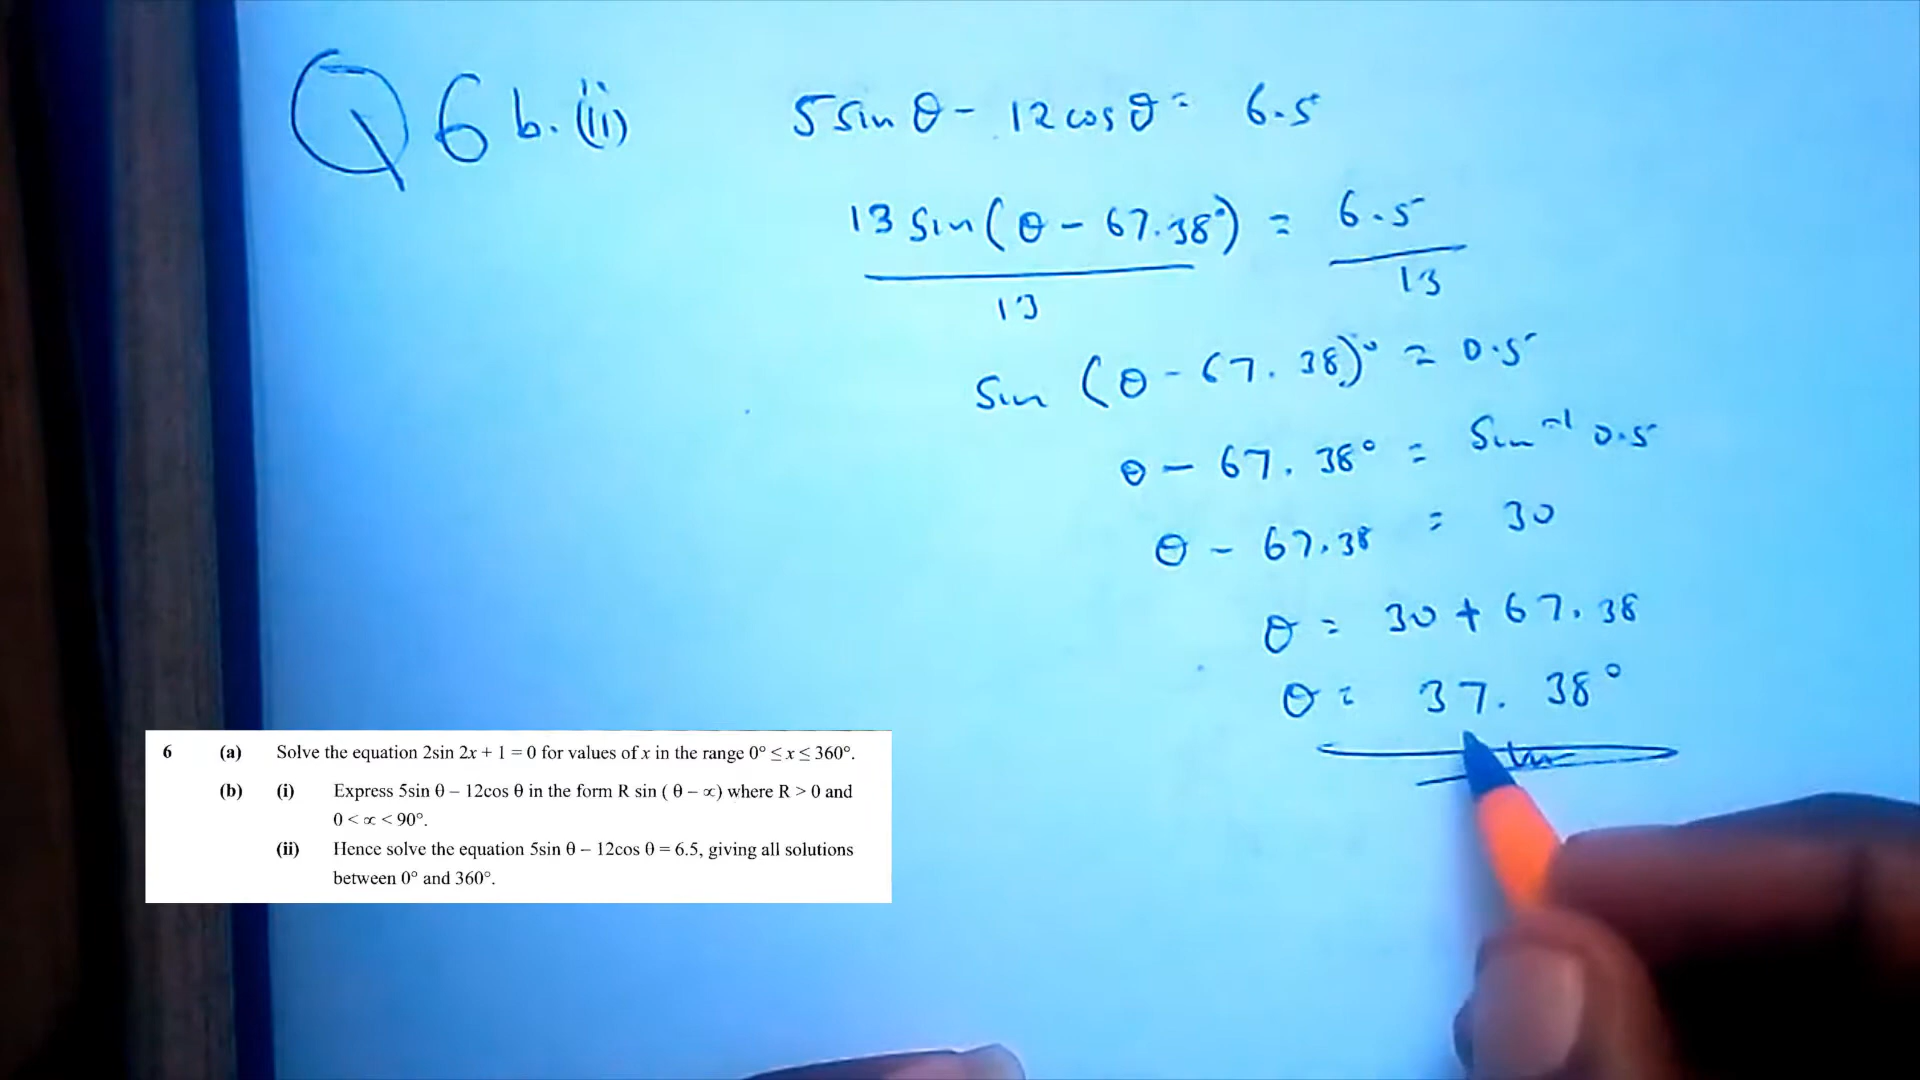 Q6 b. (ii)
5 sin θ - 12 cos θ = 6.5
13 sin (θ - 67.38°) = 6.5
13 13
sin (θ - 67.38)° = 0.5
θ - 67.38° = sin⁻¹ 0.5
θ - 67.38 = 30
θ = 30 + 67.38
θ = 37.38°
6 (a) Solve the equation 2sin 2x + 1 = 0 for values of x in the range 0° ≤ x ≤ 360°.
(b) (i) Express 5sin θ – 12cos θ in the form R sin ( θ – ∝) where R > 0 and
0 < ∝ < 90°.
(ii) Hence solve the equation 5sin θ – 12cos θ = 6.5, giving all solutions
between 0° and 360°.